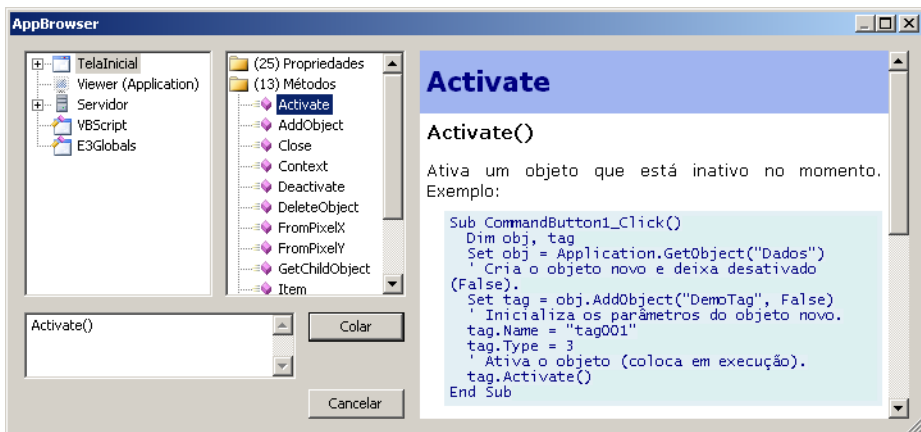 AppBrowser
TelaInicial
Viewer (Application)
Servidor
VBScript
E3Globals
(25) Propriedades
(13) Métodos
Activate
AddObject
Close
Context
Deactivate
DeleteObject
FromPixelX
FromPixelY
GetChildObject
Item
Activate()
Colar
Cancelar
Activate
Activate()
Ativa um objeto que está inativo no momento.
Exemplo:
Sub CommandButton1_Click()
Dim obj, tag
Set obj = Application.GetObject("Dados")
' Cria o objeto novo e deixa desativado
(False).
Set tag = obj.AddObject("DemoTag", False)
' Inicializa os parâmetros do objeto novo.
tag.Name = "tag001"
tag.Type = 3
' Ativa o objeto (coloca em execução).
tag.Activate()
End Sub